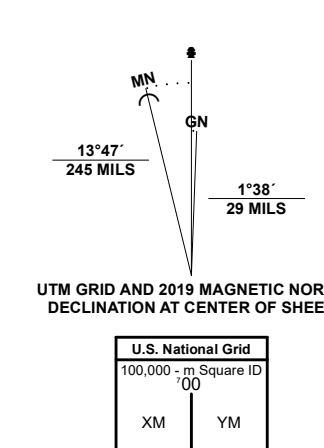 MN
GN
13°47´
245 MILS
1°38´
29 MILS
UTM GRID AND 2019 MAGNETIC NOR
DECLINATION AT CENTER OF SHEE
U.S. National Grid
100,000 - m Square ID
700
XM
YM